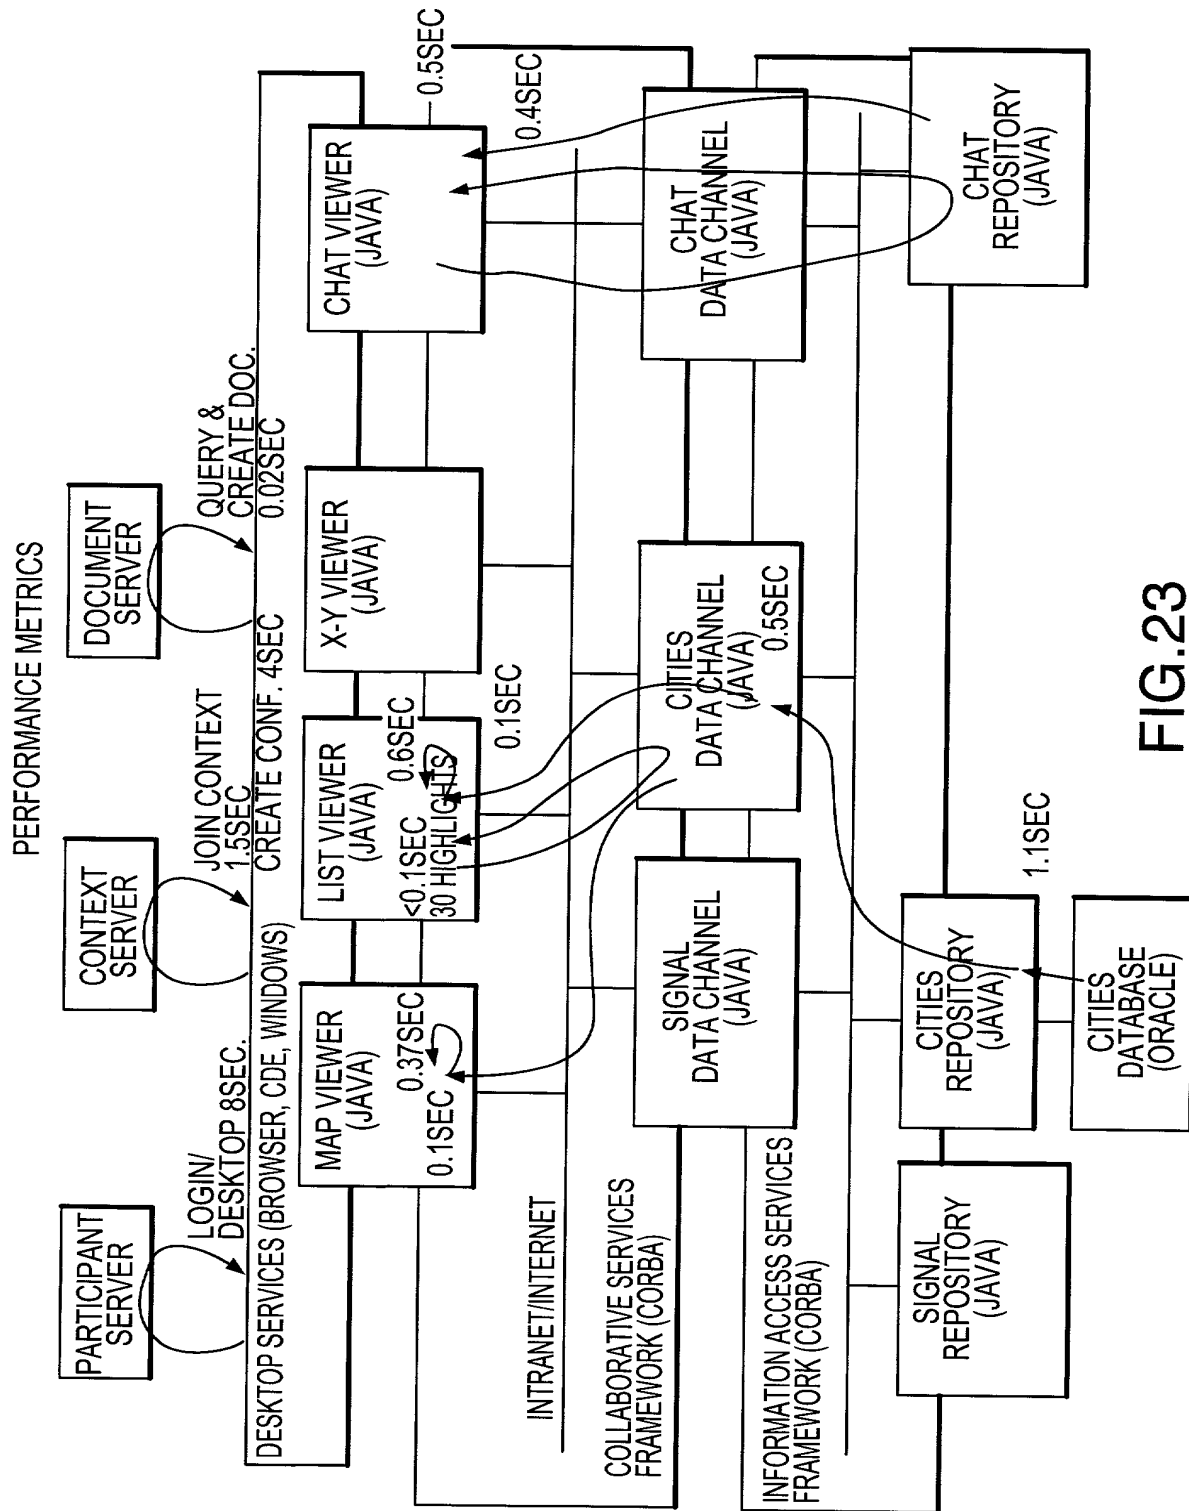 PERFORMANCE METRICS
PARTICIPANT
SERVER
CONTEXT
SERVER
DOCUMENT
SERVER
LOGIN/
DESKTOP 8SEC.
JOIN CONTEXT
1.5SEC
CREATE CONF. 4SEC
QUERY &
CREATE DOC.
0.02SEC
DESKTOP SERVICES (BROWSER, CDE, WINDOWS)
MAP VIEWER
(JAVA)
0.37SEC
0.1SEC
LIST VIEWER
(JAVA)
<0.1SEC
0.6SEC
30 HIGHLIGHTS
X-Y VIEWER
(JAVA)
CHAT VIEWER
(JAVA)
0.5SEC
0.1SEC
0.4SEC
INTRANET/INTERNET
COLLABORATIVE SERVICES
FRAMEWORK (CORBA)
SIGNAL
DATA CHANNEL
(JAVA)
CITIES
DATA CHANNEL
(JAVA)
0.5SEC
CHAT
DATA CHANNEL
(JAVA)
INFORMATION ACCESS SERVICES
FRAMEWORK (CORBA)
SIGNAL
REPOSITORY
(JAVA)
CITIES
REPOSITORY
(JAVA)
1.1SEC
CHAT
REPOSITORY
(JAVA)
CITIES
DATABASE
(ORACLE)
FIG.23